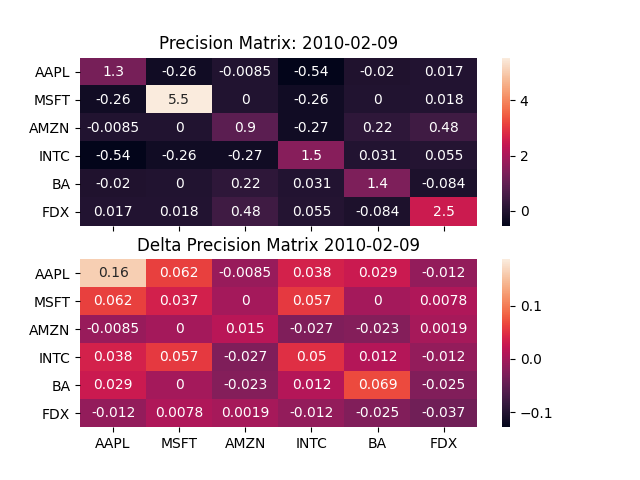 Precision Matrix: 2010-02-09
AAPL 1.3 -0.26 -0.0085 -0.54 -0.02 0.017
MSFT -0.26 5.5 0 -0.26 0 0.018
4
AMZN -0.0085 0 0.9 -0.27 0.22 0.48
INTC -0.54 -0.26 -0.27 1.5 0.031 0.055
2
BA -0.02 0 0.22 0.031 1.4 -0.084
FDX 0.017 0.018 0.48 0.055 -0.084 2.5
0
Delta Precision Matrix 2010-02-09
AAPL 0.16 0.062 -0.0085 0.038 0.029 -0.012
MSFT 0.062 0.037 0 0.057 0 0.0078
0.1
AMZN -0.0085 0 0.015 -0.027 -0.023 0.0019
INTC 0.038 0.057 -0.027 0.05 0.012 -0.012
0.0
BA 0.029 0 -0.023 0.012 0.069 -0.025
FDX -0.012 0.0078 0.0019 -0.012 -0.025 -0.037
−0.1
AAPL MSFT AMZN INTC BA FDX